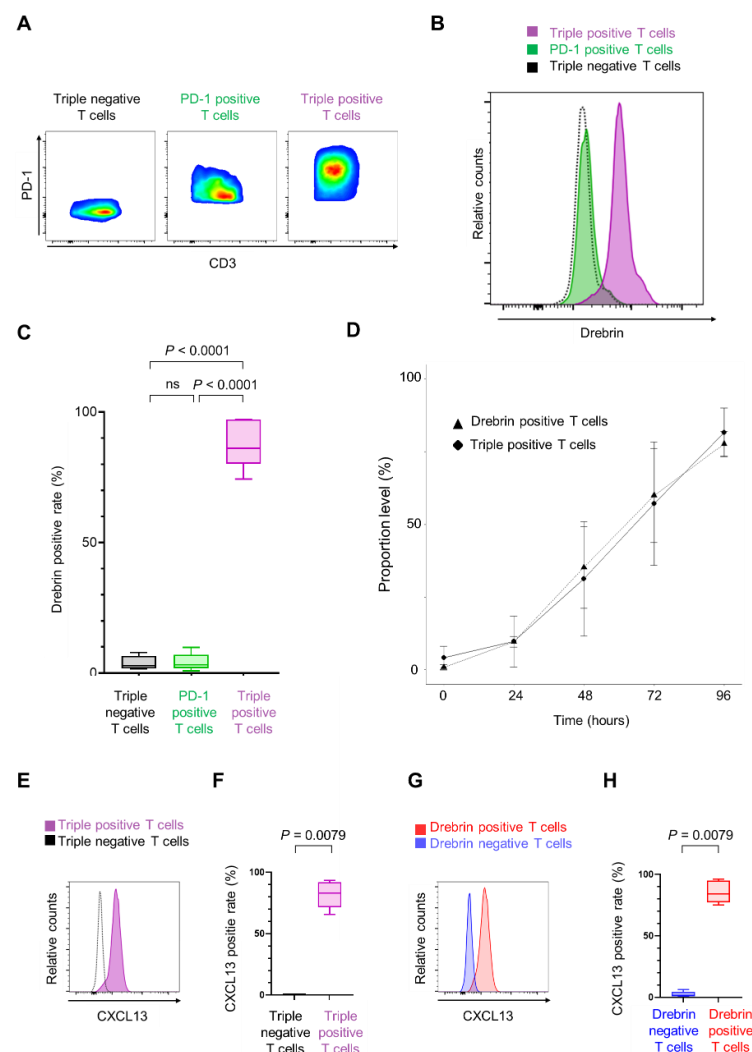 A
Triple negative
T cells
PD-1 positive
T cells
Triple positive
T cells
PD-1
CD3
B
Triple positive T cells
PD-1 positive T cells
Triple negative T cells
Relative counts
Drebrin
C
P < 0.0001
ns
P < 0.0001
Drebrin positive rate (%)
100
50
0
Triple
negative
T cells
PD-1
positive
T cells
Triple
positive
T cells
D
Drebrin positive T cells
Triple positive T cells
Proportion level (%)
100
50
0
0 24 48 72 96
Time (hours)
E
Triple positive T cells
Triple negative T cells
Relative counts
CXCL13
F
P = 0.0079
CXCL13 positie rate (%)
100
50
0
Triple
negative
T cells
Triple
positive
T cells
G
Drebrin positive T cells
Drebrin negative T cells
Relative counts
CXCL13
H
P = 0.0079
CXCL13 positive rate (%)
100
50
0
Drebrin
negative
T cells
Drebrin
positive
T cells